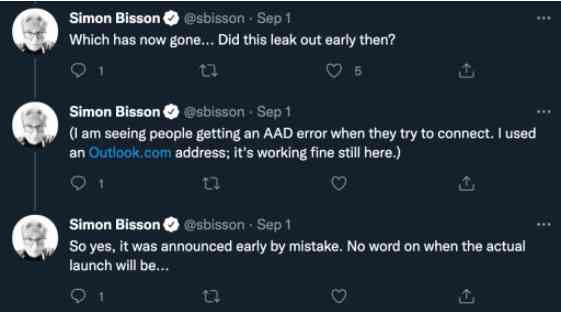 Simon Bisson @sbisson · Sep 1
Which has now gone... Did this leak out early then?
1 5
Simon Bisson @sbisson · Sep 1
(I am seeing people getting an AAD error when they try to connect. I used
an Outlook.com address; it's working fine still here.)
1
Simon Bisson @sbisson · Sep 1
So yes, it was announced early by mistake. No word on when the actual
launch will be...
1